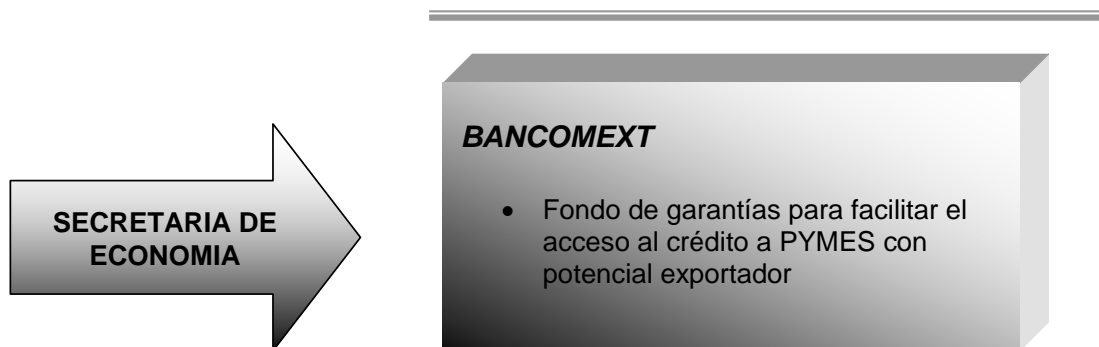 SECRETARIA DE
ECONOMIA
BANCOMEXT
• Fondo de garantías para facilitar el
acceso al crédito a PYMES con
potencial exportador